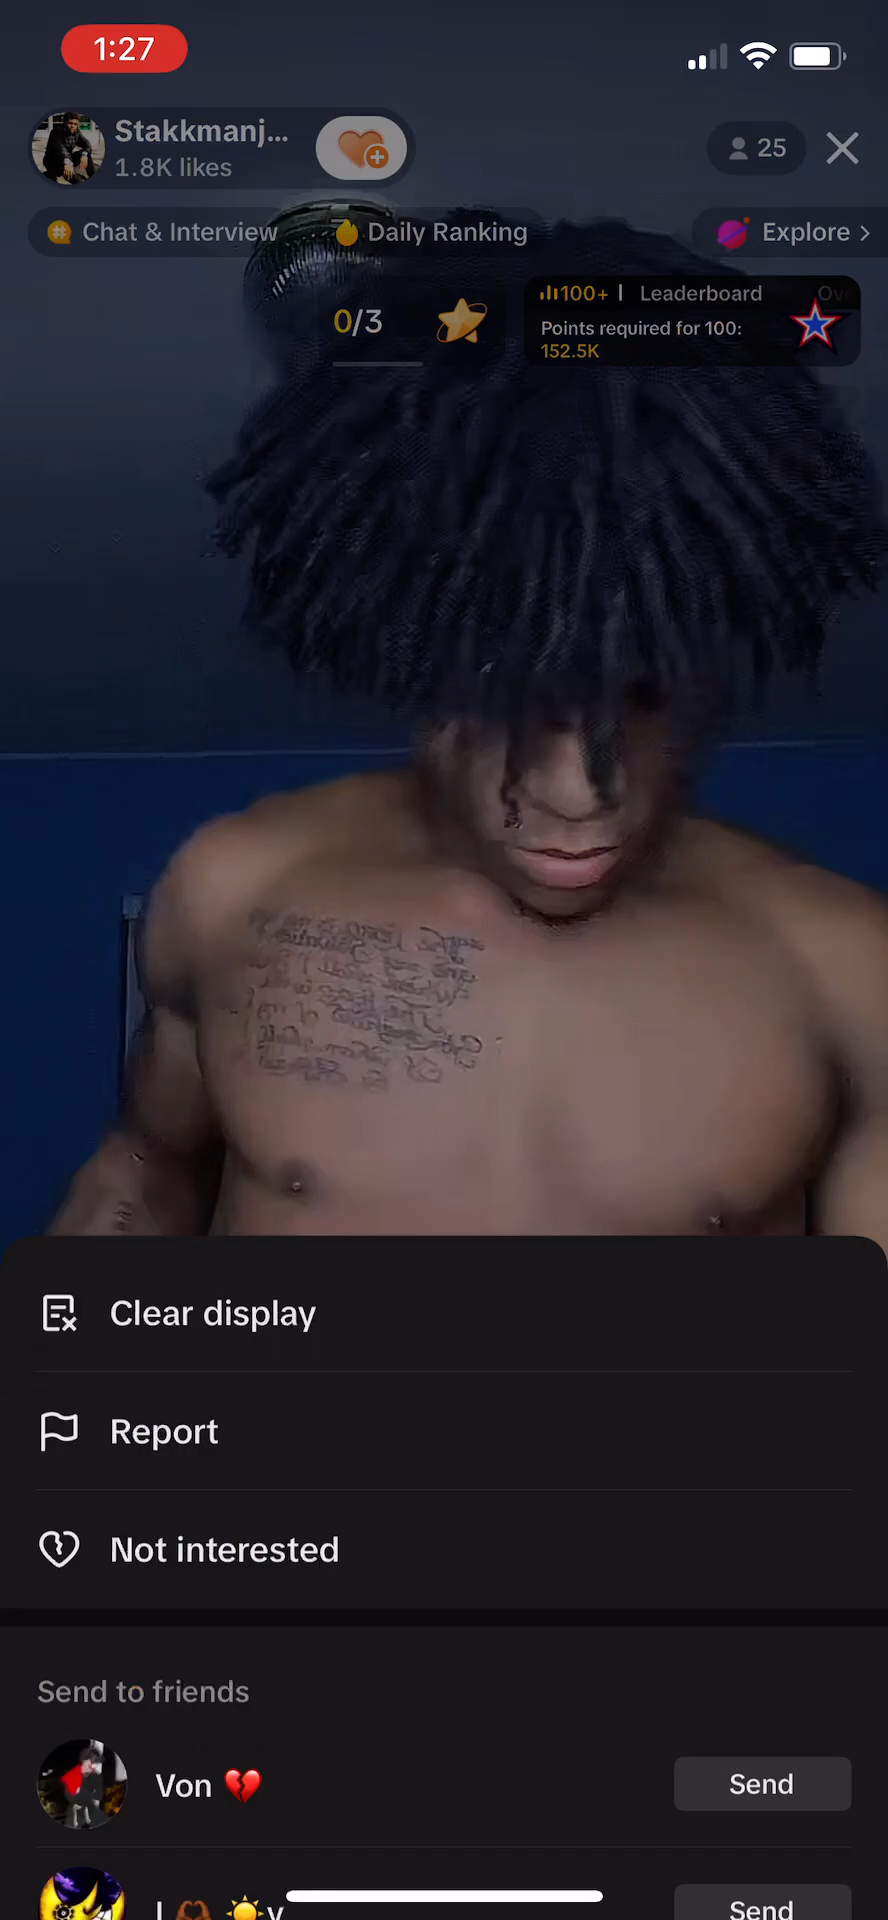 1:27
Stakkmanj...
1.8K likes
25
Chat & Interview
Daily Ranking
Explore >
0/3
100+ | Leaderboard
Points required for 100:
152.5K
Clear display
Report
Not interested
Send to friends
Von 💔
Send
Send